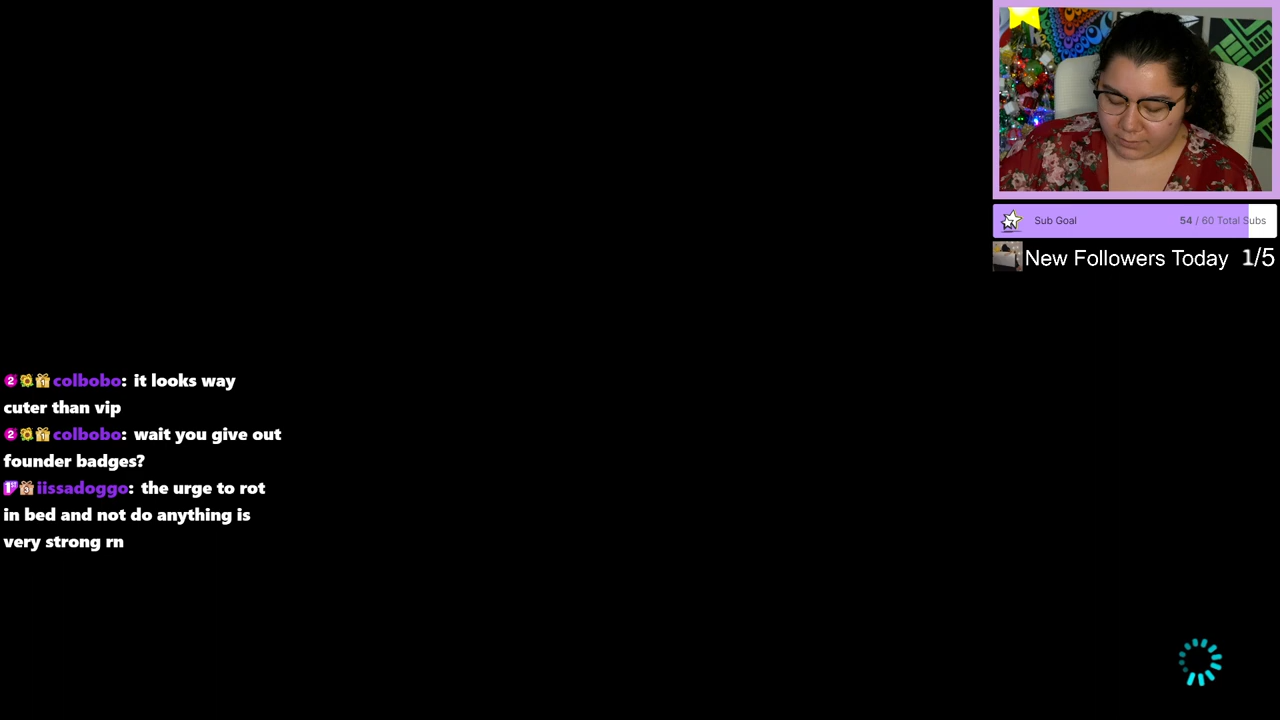 Sub Goal 54 / 60 Total Subs
New Followers Today 1/5
colbobo: it looks way
cuter than vip
colbobo: wait you give out
founder badges?
iissadoggo: the urge to rot
in bed and not do anything is
very strong rn